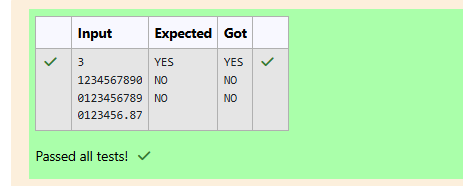 Input Expected Got
3 YES YES
1234567890 NO NO
0123456789 NO NO
0123456.87
Passed all tests!